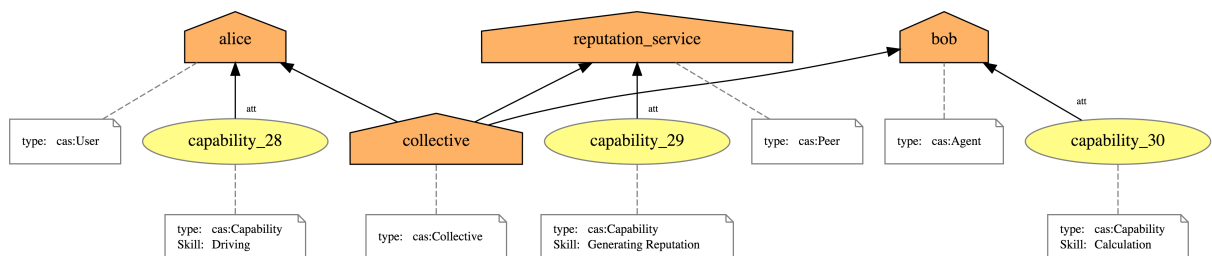 alice
reputation_service
bob
att
att
att
type: cas:User
capability_28
collective
capability_29
type: cas:Peer
type: cas:Agent
capability_30
type: cas:Capability
Skill: Driving
type: cas:Collective
type: cas:Capability
Skill: Generating Reputation
type: cas:Capability
Skill: Calculation